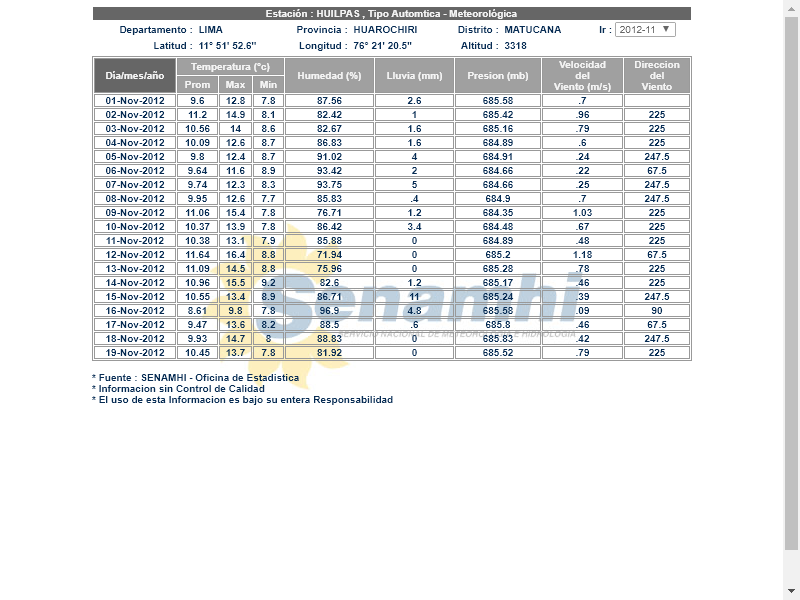 Estación : HUILPAS , Tipo Automtica - Meteorológica
Departamento : LIMA Provincia : HUAROCHIRI Distrito : MATUCANA Ir : 2012-11
Latitud : 11° 51' 52.6" Longitud : 76° 21' 20.5" Altitud : 3318
Dia/mes/año Temperatura (°c) Humedad (%) Lluvia (mm) Presion (mb) Velocidad del Viento (m/s) Direccion del Viento
Prom Max Min
01-Nov-2012 9.6 12.8 7.8 87.56 2.6 685.58 .7
02-Nov-2012 11.2 14.9 8.1 82.42 1 685.42 .96 225
03-Nov-2012 10.56 14 8.6 82.67 1.6 685.16 .79 225
04-Nov-2012 10.09 12.6 8.7 86.83 1.6 684.89 .6 225
05-Nov-2012 9.8 12.4 8.7 91.02 4 684.91 .24 247.5
06-Nov-2012 9.64 11.6 8.9 93.42 2 684.66 .22 67.5
07-Nov-2012 9.74 12.3 8.3 93.75 5 684.66 .25 247.5
08-Nov-2012 9.95 12.6 7.7 85.83 .4 684.9 .7 247.5
09-Nov-2012 11.06 15.4 7.8 76.71 1.2 684.35 1.03 225
10-Nov-2012 10.37 13.9 7.8 86.42 3.4 684.48 .67 225
11-Nov-2012 10.38 13.1 7.9 85.88 0 684.89 .48 225
12-Nov-2012 11.64 16.4 8.8 71.94 0 685.2 1.18 67.5
13-Nov-2012 11.09 14.5 8.8 75.96 0 685.28 .78 225
14-Nov-2012 10.96 15.5 9.2 82.6 1.2 685.17 .46 225
15-Nov-2012 10.55 13.4 8.9 86.71 11 685.24 .39 247.5
16-Nov-2012 8.61 9.8 7.8 96.9 4.8 685.58 .09 90
17-Nov-2012 9.47 13.6 8.2 88.5 .6 685.8 .46 67.5
18-Nov-2012 9.93 14.7 8 88.83 0 685.83 .42 247.5
19-Nov-2012 10.45 13.7 7.8 81.92 0 685.52 .79 225
Senamhi
SERVICIO NACIONAL DE METEOROLOGIA E HIDROLOGIA
* Fuente : SENAMHI - Oficina de Estadistica
* Informacion sin Control de Calidad
* El uso de esta Informacion es bajo su entera Responsabilidad